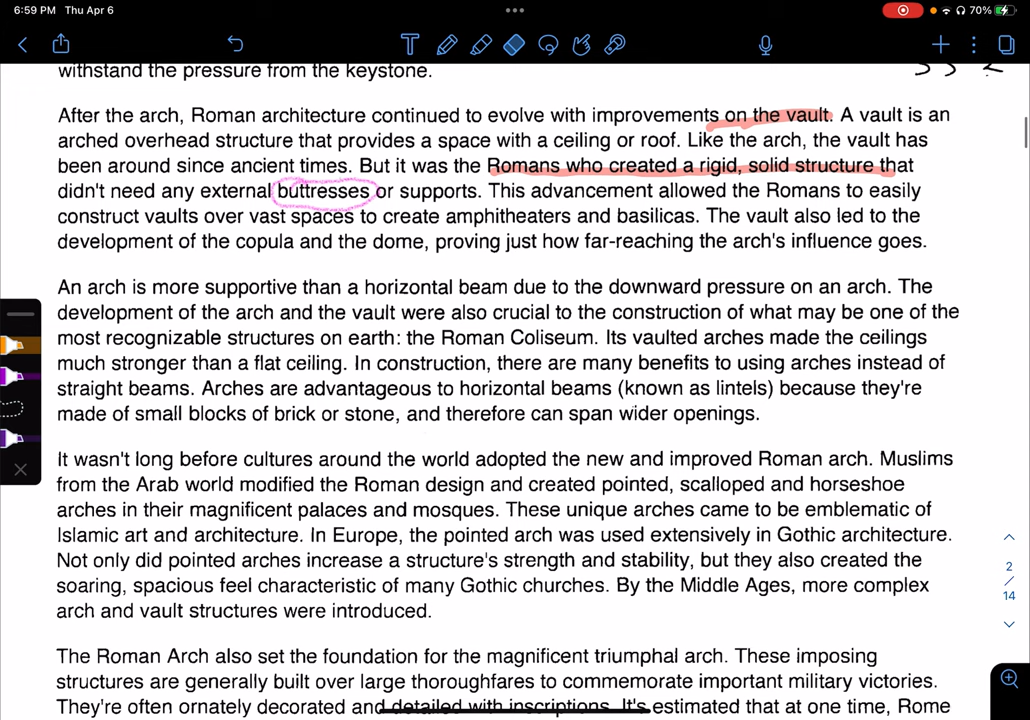 6:59 PM Thu Apr 6
70%
withstand the pressure from the keystone.
After the arch, Roman architecture continued to evolve with improvements on the vault. A vault is an
arched overhead structure that provides a space with a ceiling or roof. Like the arch, the vault has
been around since ancient times. But it was the Romans who created a rigid, solid structure that
didn't need any external buttresses or supports. This advancement allowed the Romans to easily
construct vaults over vast spaces to create amphitheaters and basilicas. The vault also led to the
development of the copula and the dome, proving just how far-reaching the arch's influence goes.
An arch is more supportive than a horizontal beam due to the downward pressure on an arch. The
development of the arch and the vault were also crucial to the construction of what may be one of the
most recognizable structures on earth: the Roman Coliseum. Its vaulted arches made the ceilings
much stronger than a flat ceiling. In construction, there are many benefits to using arches instead of
straight beams. Arches are advantageous to horizontal beams (known as lintels) because they're
made of small blocks of brick or stone, and therefore can span wider openings.
It wasn't long before cultures around the world adopted the new and improved Roman arch. Muslims
from the Arab world modified the Roman design and created pointed, scalloped and horseshoe
arches in their magnificent palaces and mosques. These unique arches came to be emblematic of
Islamic art and architecture. In Europe, the pointed arch was used extensively in Gothic architecture.
Not only did pointed arches increase a structure's strength and stability, but they also created the
soaring, spacious feel characteristic of many Gothic churches. By the Middle Ages, more complex
arch and vault structures were introduced.
2
/
14
The Roman Arch also set the foundation for the magnificent triumphal arch. These imposing
structures are generally built over large thoroughfares to commemorate important military victories.
They're often ornately decorated and detailed with inscriptions. It's estimated that at one time, Rome